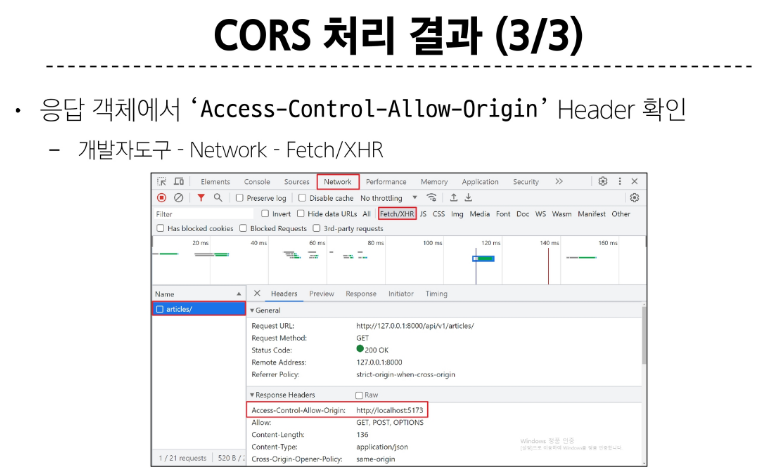 CORS 처리 결과 (3/3)
• 응답 객체에서 ‘Access-Control-Allow-Origin’ Header 확인
– 개발자도구 - Network - Fetch/XHR
Elements Console Sources Network Performance Memory Application Security »
Preserve log Disable cache No throttling
Filter Invert Hide data URLs All Fetch/XHR JS CSS Img Media Font Doc WS Wasm Manifest Other
Has blocked cookies Blocked Requests 3rd-party requests
20 ms 40 ms 60 ms 80 ms 100 ms 120 ms 140 ms 160 ms
Name Headers Preview Response Initiator Timing
articles/
General
Request URL: http://127.0.0.1:8000/api/v1/articles/
Request Method: GET
Status Code: 200 OK
Remote Address: 127.0.0.1:8000
Referrer Policy: strict-origin-when-cross-origin
Response Headers Raw
Access-Control-Allow-Origin: http://localhost:5173
Allow: GET, POST, OPTIONS
Content-Length: 136
Content-Type: application/json
Cross-Origin-Opener-Policy: same-origin
1 / 21 requests 520 B /
Windows 정품 인증